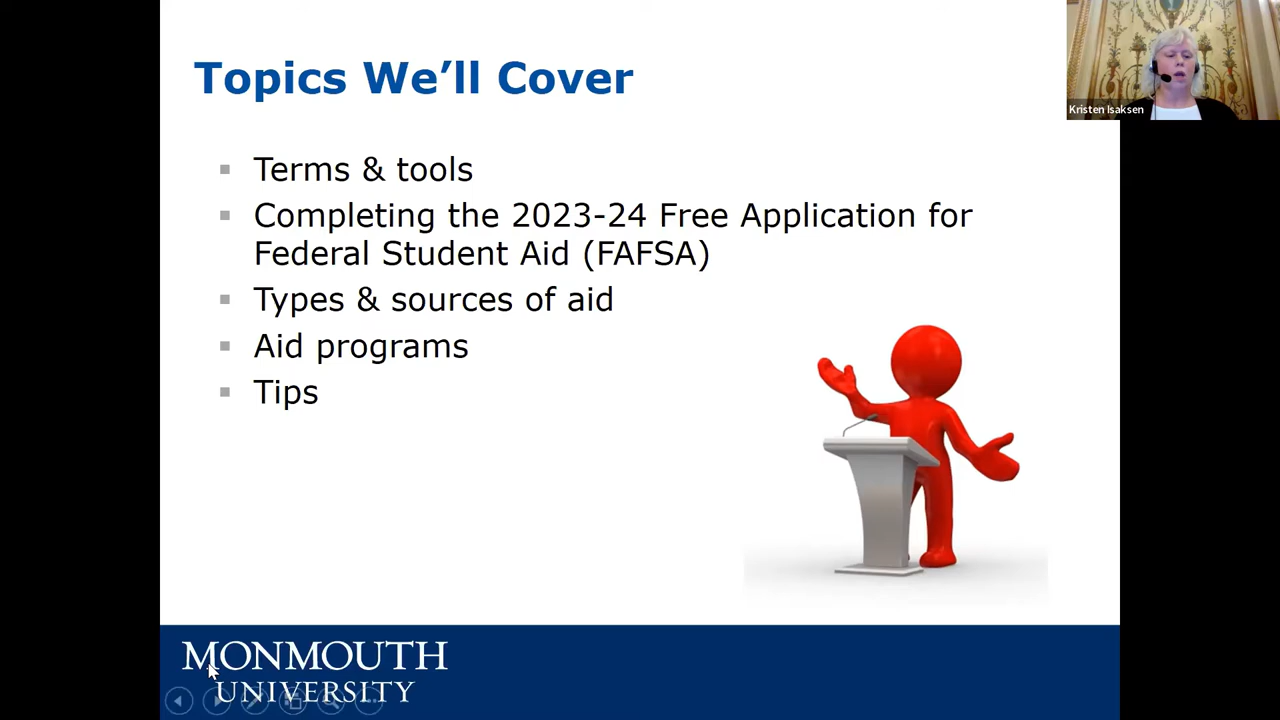 Topics We’ll Cover
Kristen Isaksen
Terms & tools
Completing the 2023-24 Free Application for
Federal Student Aid (FAFSA)
Types & sources of aid
Aid programs
Tips
MONMOUTH
UNIVERSITY